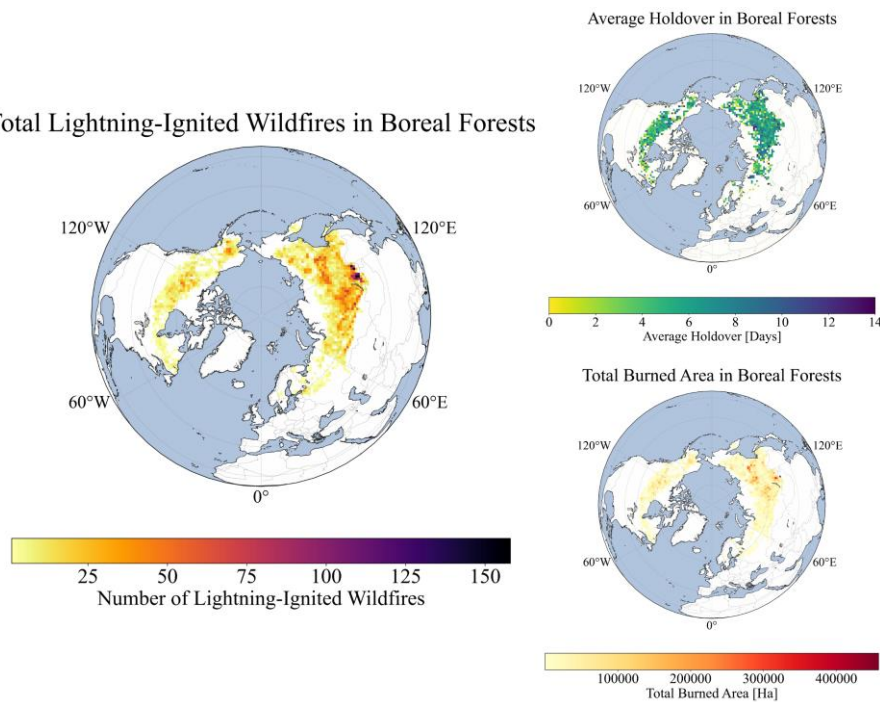 otal Lightning-Ignited Wildfires in Boreal Forests
120°W
120°E
60°W
60°E
0°
25 50 75 100 125 150
Number of Lightning-Ignited Wildfires
Average Holdover in Boreal Forests
120°W
120°E
60°W
60°E
0°
0 2 4 6 8 10 12 14
Average Holdover [Days]
Total Burned Area in Boreal Forests
120°W
120°E
60°W
60°E
0°
100000 200000 300000 400000
Total Burned Area [Ha]